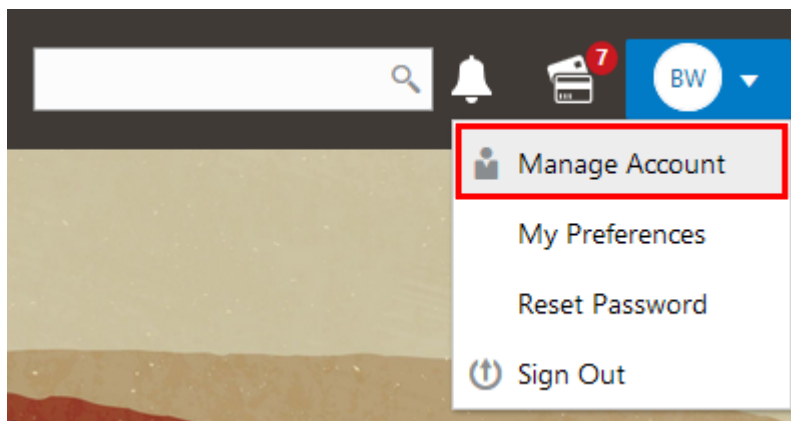 7
BW
Manage Account
My Preferences
Reset Password
Sign Out